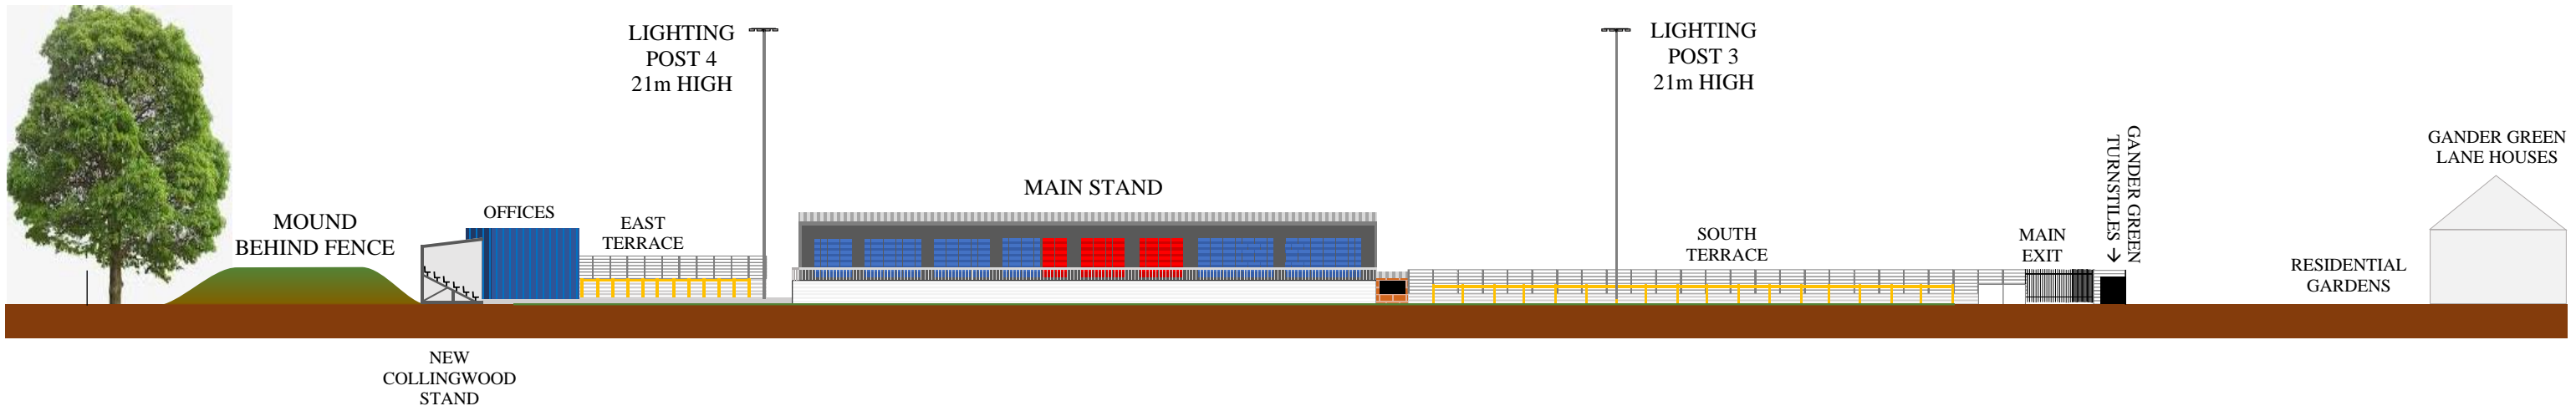 LIGHTING
POST 4
21m HIGH
LIGHTING
POST 3
21m HIGH
MOUND
BEHIND FENCE
OFFICES
EAST
TERRACE
MAIN STAND
SOUTH
TERRACE
MAIN
EXIT
GANDER GREEN
TURNSTILES →
RESIDENTIAL
GARDENS
GANDER GREEN
LANE HOUSES
NEW
COLLINGWOOD
STAND